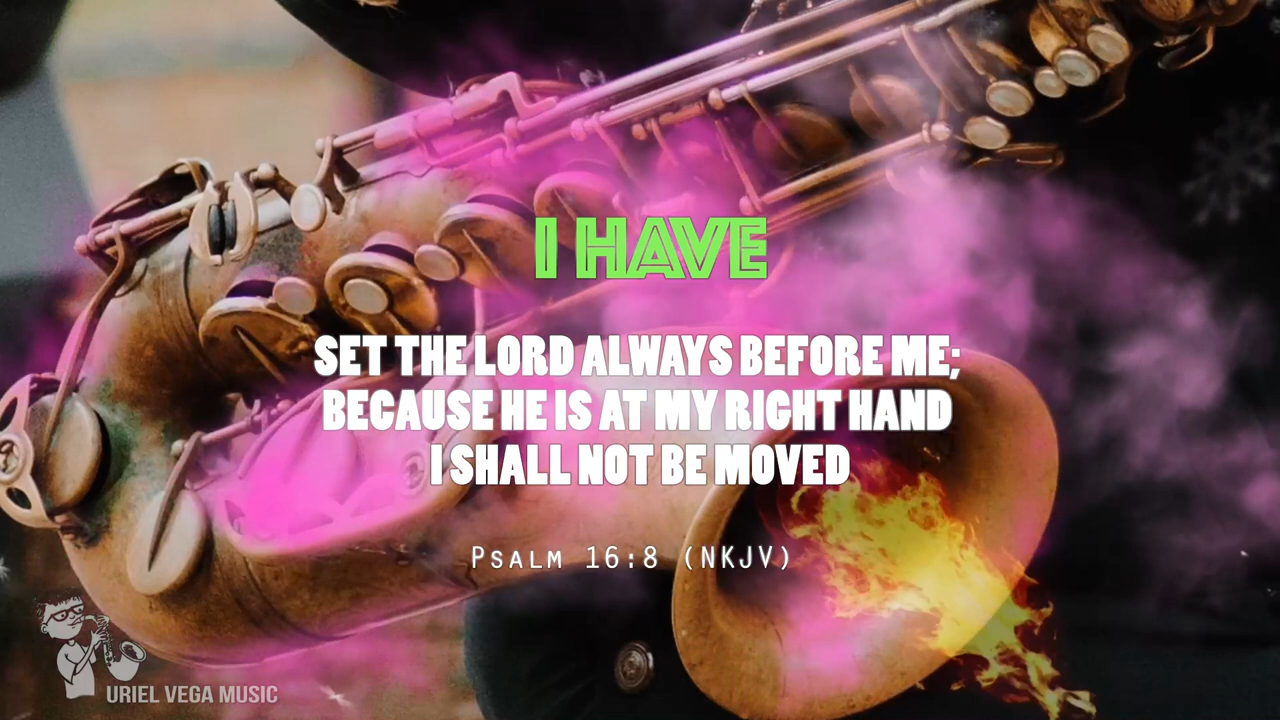 I HAVE
SET THE LORD ALWAYS BEFORE ME;
BECAUSE HE IS AT MY RIGHT HAND
I SHALL NOT BE MOVED
Psalm 16:8 (NKJV)
URIEL VEGA MUSIC